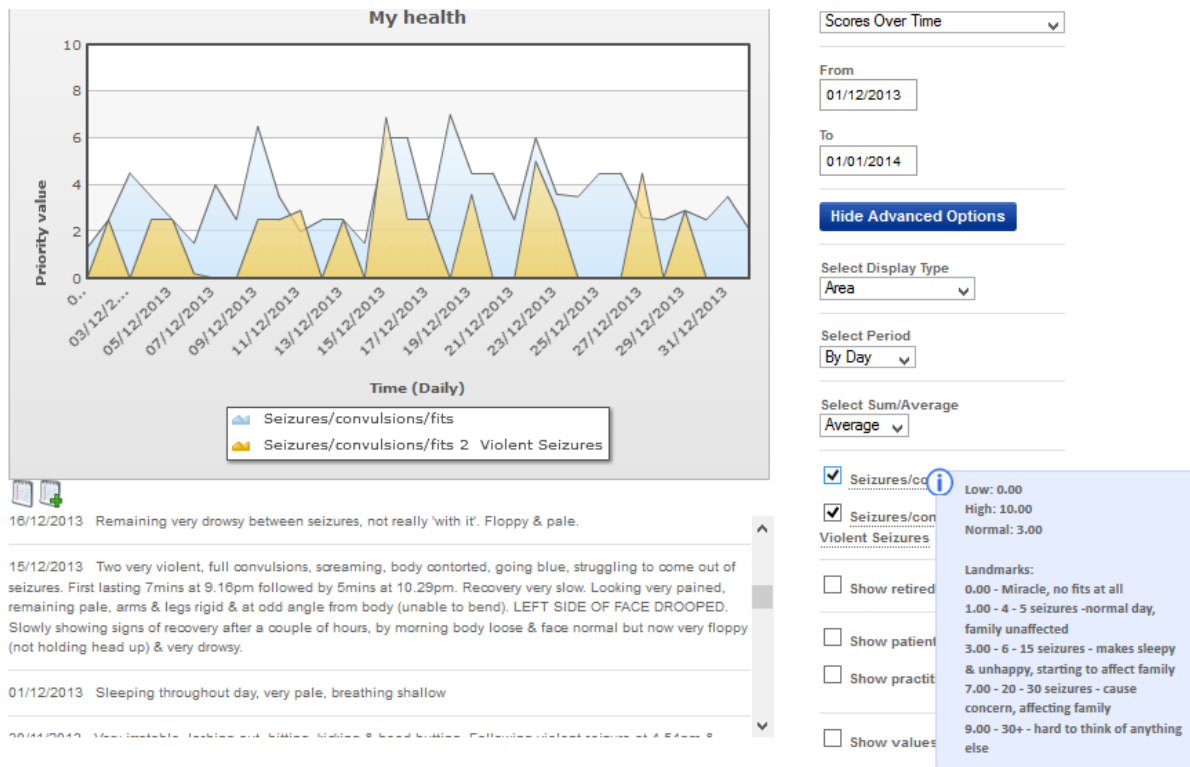 My health
10
8
6
4
2
0
Priority value
0..
03/12/2...
05/12/2013
07/12/2013
09/12/2013
11/12/2013
13/12/2013
15/12/2013
17/12/2013
19/12/2013
21/12/2013
23/12/2013
25/12/2013
27/12/2013
29/12/2013
31/12/2013
Time (Daily)
Seizures/convulsions/fits
Seizures/convulsions/fits 2 Violent Seizures
16/12/2013 Remaining very drowsy between seizures, not really 'with it'. Floppy & pale.
15/12/2013 Two very violent, full convulsions, screaming, body contorted, going blue, struggling to come out of
seizures. First lasting 7mins at 9.16pm followed by 5mins at 10.29pm. Recovery very slow. Looking very pained,
remaining pale, arms & legs rigid & at odd angle from body (unable to bend). LEFT SIDE OF FACE DROOPED.
Slowly showing signs of recovery after a couple of hours, by morning body loose & face normal but now very floppy
(not holding head up) & very drowsy.
01/12/2013 Sleeping throughout day, very pale, breathing shallow
Scores Over Time
From
01/12/2013
To
01/01/2014
Hide Advanced Options
Select Display Type
Area
Select Period
By Day
Select Sum/Average
Average
Seizures/co
Seizures/con
Violent Seizures
Show retired
Show patient
Show practit
Show values
i
Low: 0.00
High: 10.00
Normal: 3.00
Landmarks:
0.00 - Miracle, no fits at all
1.00 - 4 - 5 seizures -normal day,
family unaffected
3.00 - 6 - 15 seizures - makes sleepy
& unhappy, starting to affect family
7.00 - 20 - 30 seizures - cause
concern, affecting family
9.00 - 30+ - hard to think of anything
else